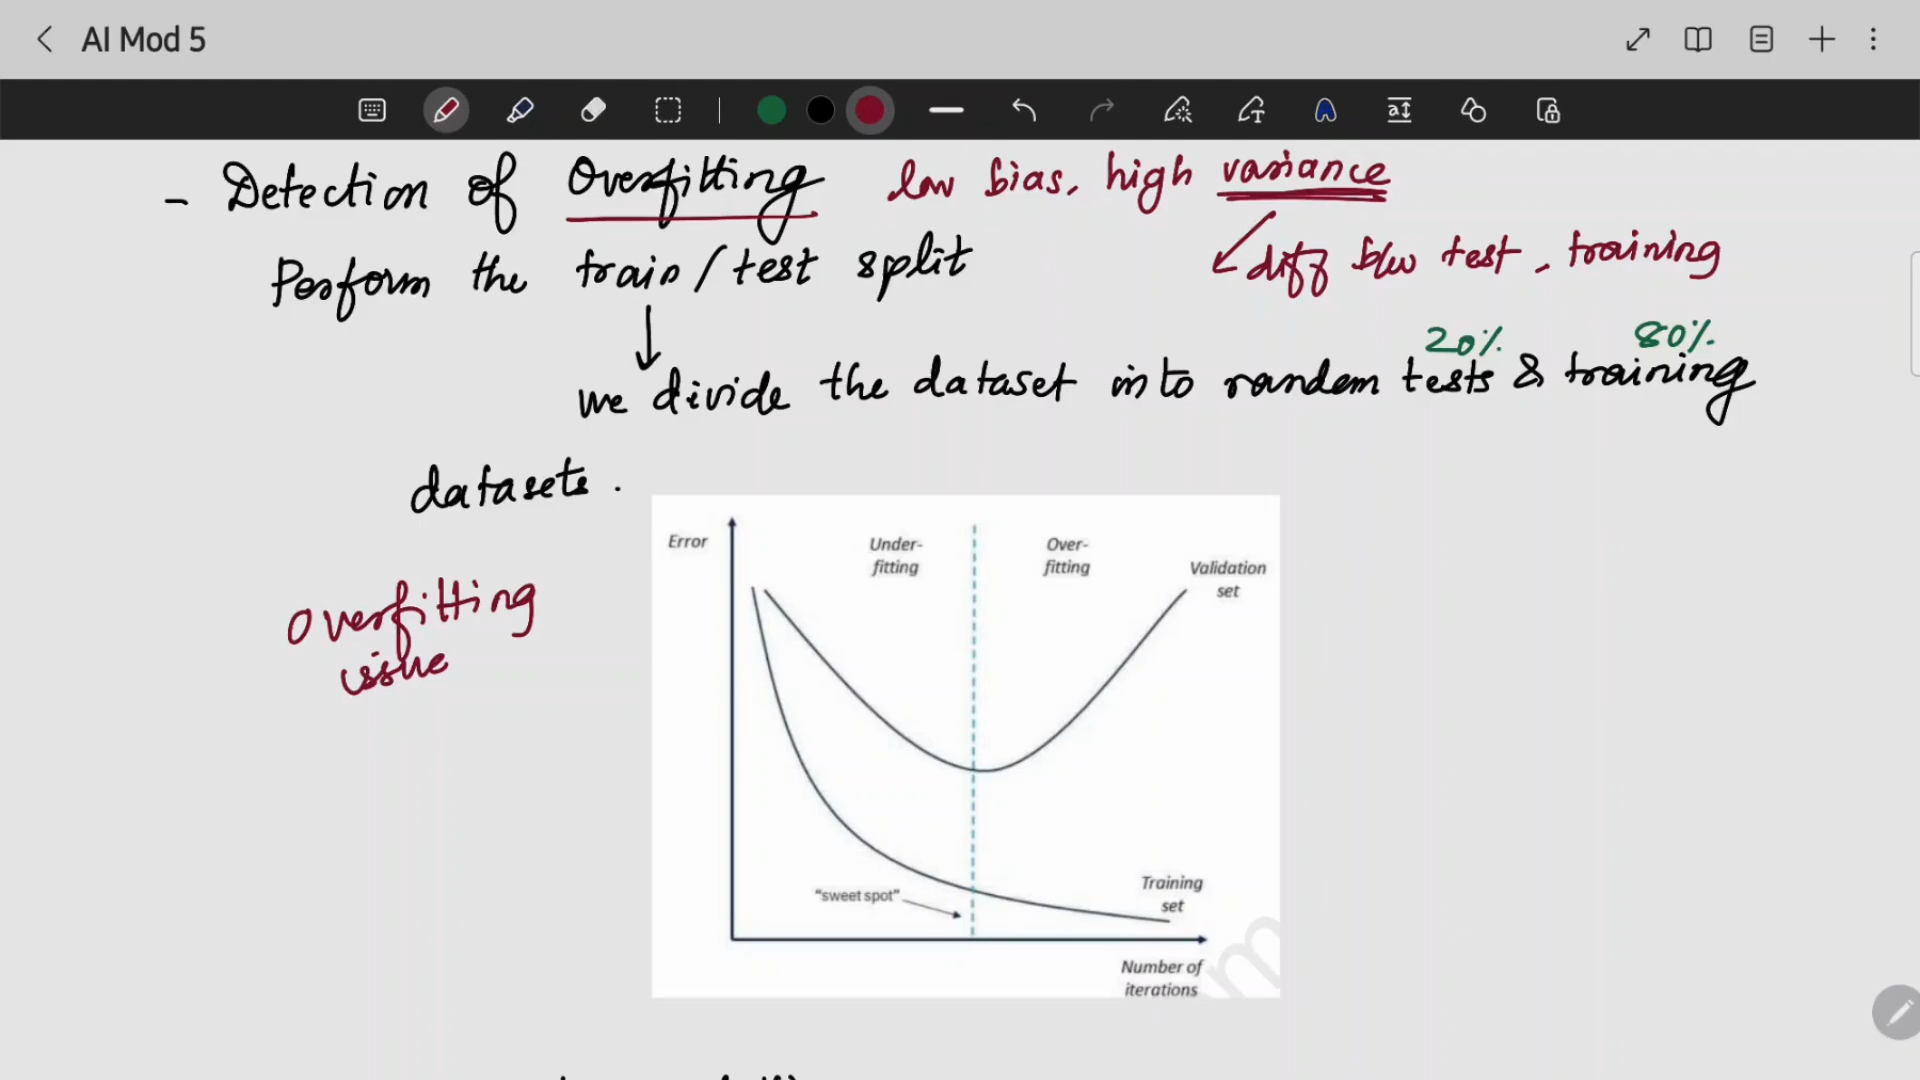 AI Mod 5
- Detection of Overfitting low bias, high variance
Perform the train/test split diff b/w test, training
20% 80%
we divide the dataset into random tests & training
datasets.
Error
Under-
fitting
Over-
fitting
Validation
set
Overfitting
issue
"sweet spot"
Training
set
Number of
iterations